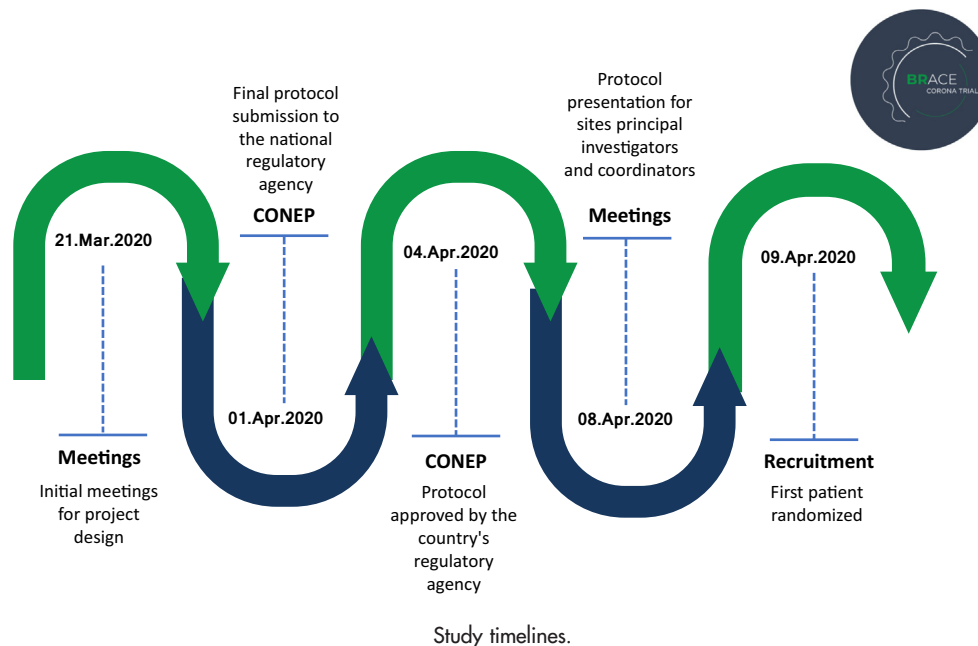 BRACE
CORONA TRIAL
21.Mar.2020
Meetings
Initial meetings
for project
design
Final protocol
submission to
the national
regulatory
agency
CONEP
01.Apr.2020
04.Apr.2020
CONEP
Protocol
approved by the
country's
regulatory
agency
Protocol
presentation for
sites principal
investigators
and coordinators
Meetings
08.Apr.2020
09.Apr.2020
Recruitment
First patient
randomized
Study timelines.